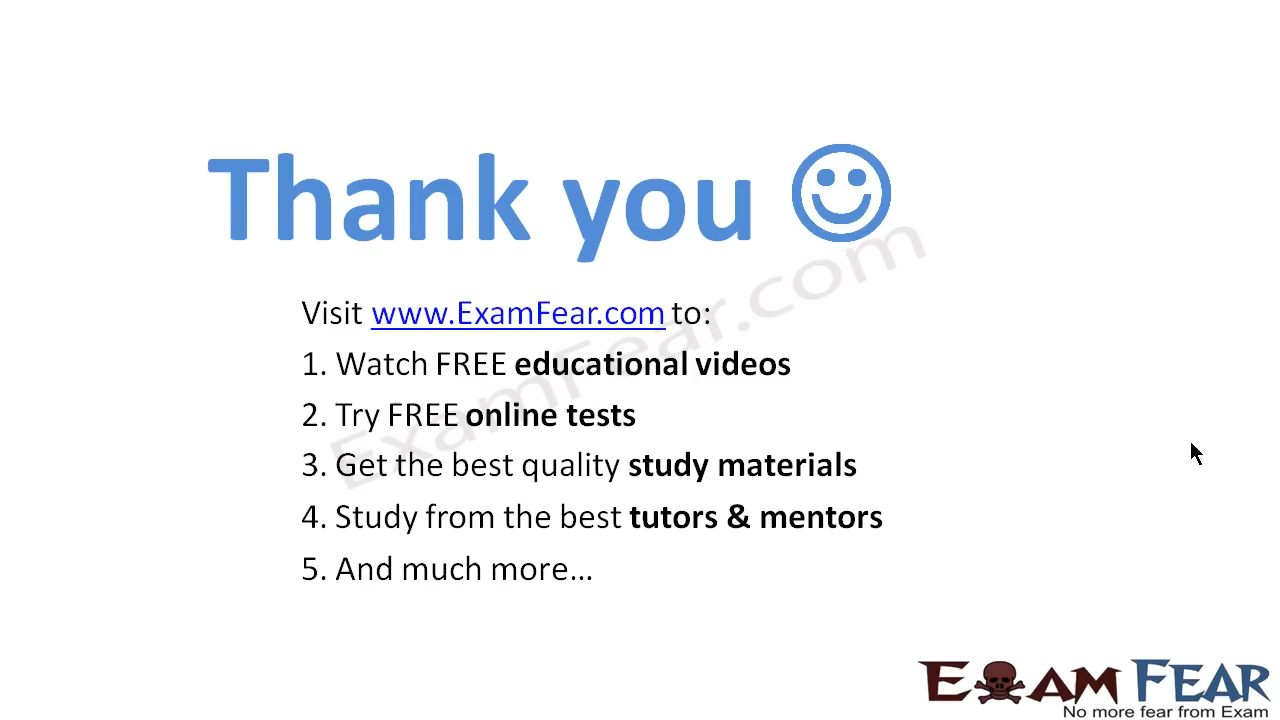 Thank you
Visit www.ExamFear.com to:
1. Watch FREE educational videos
2. Try FREE online tests
3. Get the best quality study materials
4. Study from the best tutors & mentors
5. And much more...
ExamFear.com
EXAM FEAR
No more fear from Exam